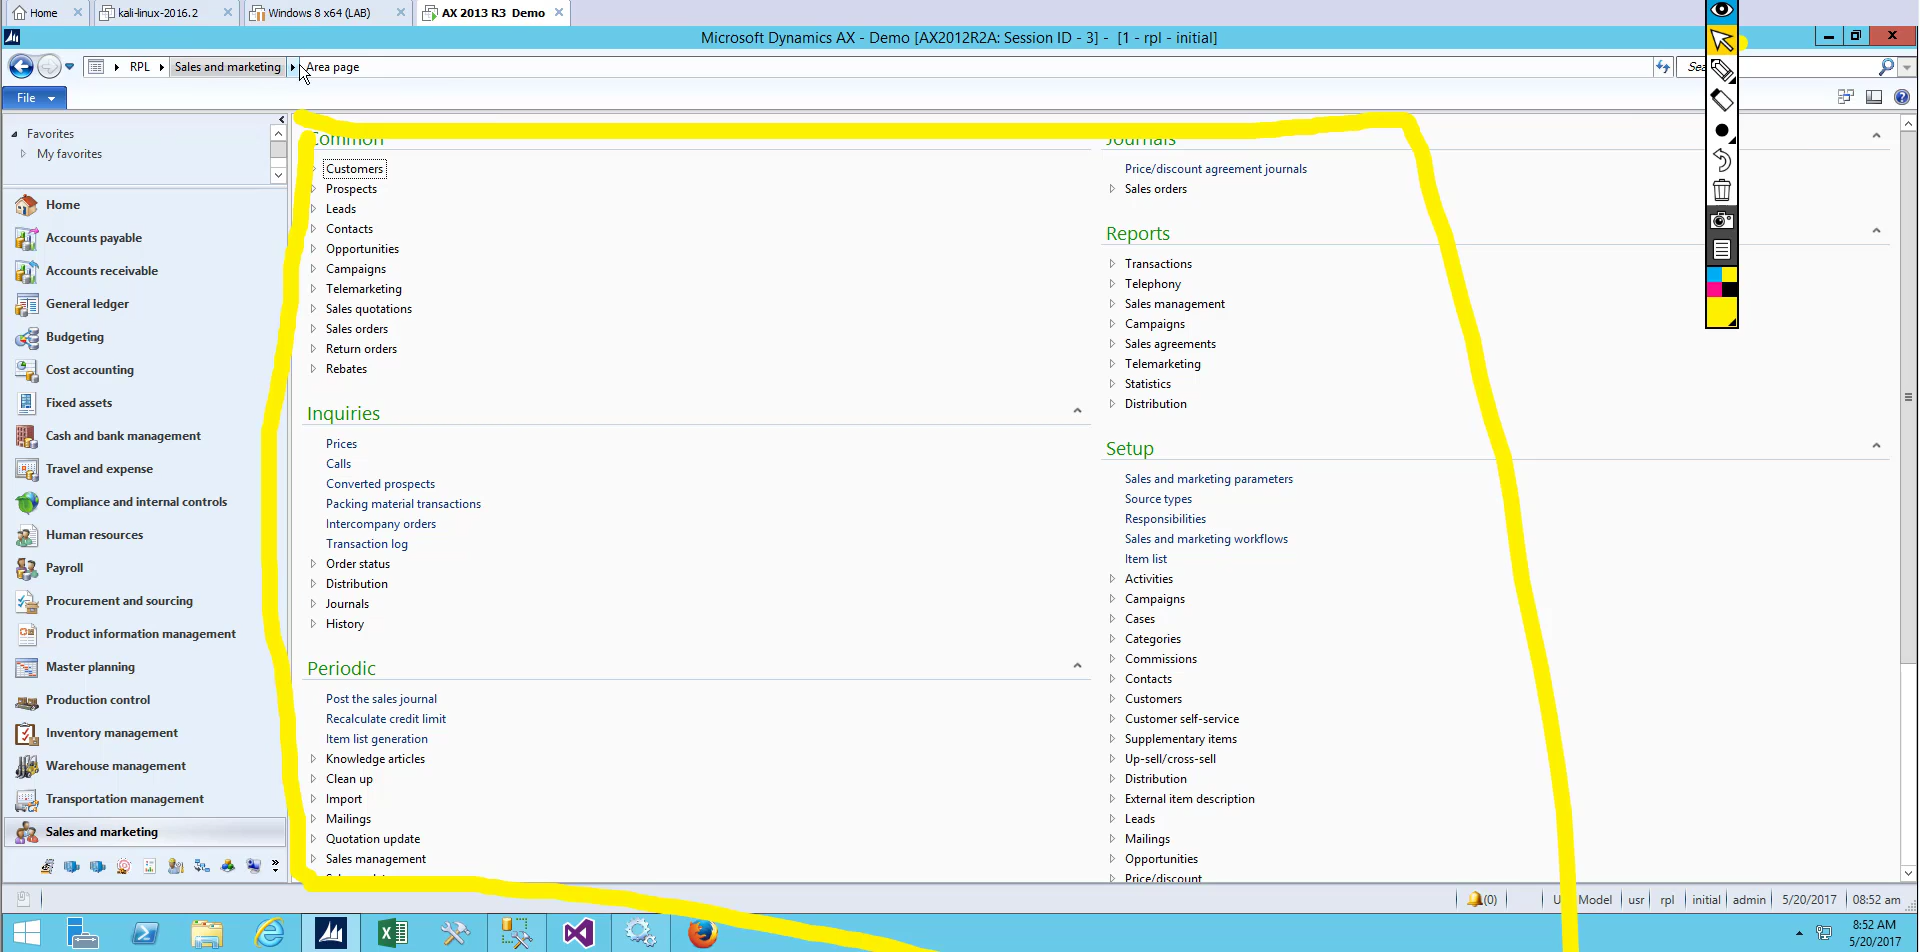 Home
kali-linux-2016.2
Windows 8 x64 (LAB)
AX 2013 R3 Demo
Microsoft Dynamics AX - Demo [AX2012R2A: Session ID - 3] - [1 - rpl - initial]
RPL
Sales and marketing
Area page
File
Favorites
My favorites
Home
Accounts payable
Accounts receivable
General ledger
Budgeting
Cost accounting
Fixed assets
Cash and bank management
Travel and expense
Compliance and internal controls
Human resources
Payroll
Procurement and sourcing
Product information management
Master planning
Production control
Inventory management
Warehouse management
Transportation management
Sales and marketing
Common
Customers
Prospects
Leads
Contacts
Opportunities
Campaigns
Telemarketing
Sales quotations
Sales orders
Return orders
Rebates
Inquiries
Prices
Calls
Converted prospects
Packing material transactions
Intercompany orders
Transaction log
Order status
Distribution
Journals
History
Periodic
Post the sales journal
Recalculate credit limit
Item list generation
Knowledge articles
Clean up
Import
Mailings
Quotation update
Sales management
Journals
Price/discount agreement journals
Sales orders
Reports
Transactions
Telephony
Sales management
Campaigns
Sales agreements
Telemarketing
Statistics
Distribution
Setup
Sales and marketing parameters
Source types
Responsibilities
Sales and marketing workflows
Item list
Activities
Campaigns
Cases
Categories
Commissions
Contacts
Customers
Customer self-service
Supplementary items
Up-sell/cross-sell
Distribution
External item description
Leads
Mailings
Opportunities
Price/discount
(0)
Model
usr
rpl
initial
admin
5/20/2017
08:52 am
8:52 AM
5/20/2017